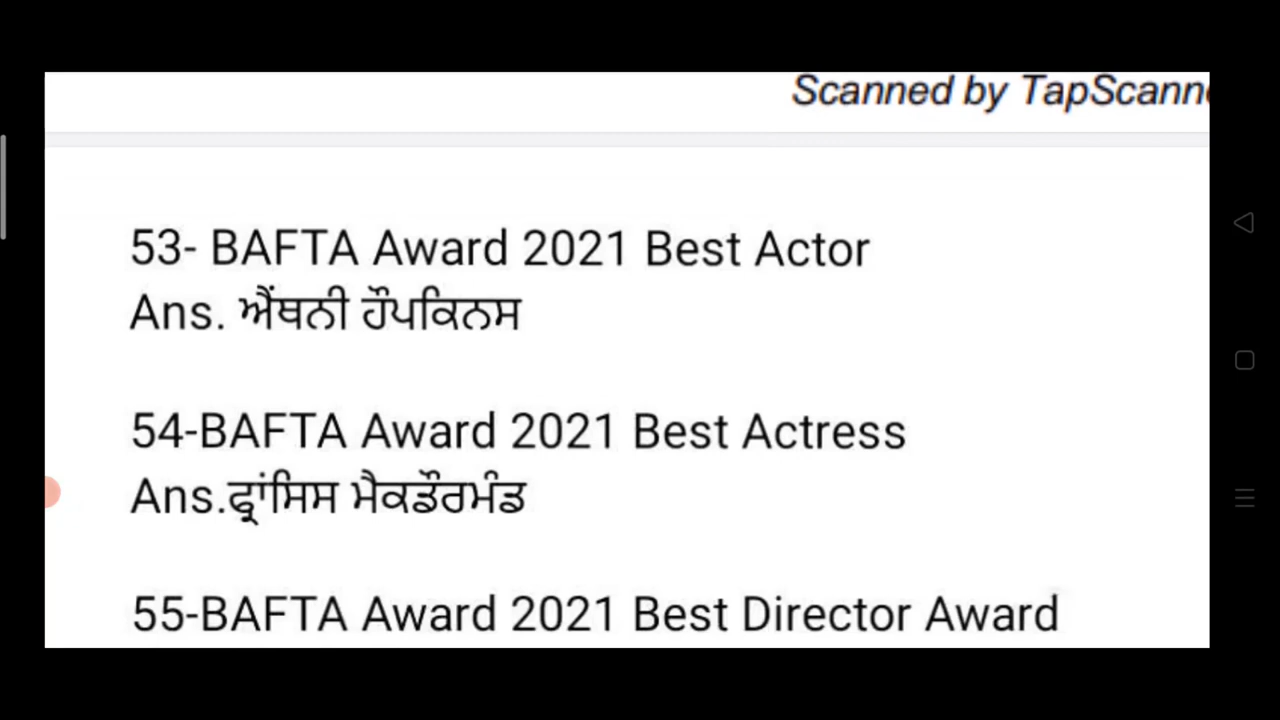 Scanned by TapScanne
53- BAFTA Award 2021 Best Actor
Ans. ਐਂਥਨੀ ਹੌਪਕਿਨਸ
54-BAFTA Award 2021 Best Actress
Ans.ਫ੍ਰਾਂਸਿਸ ਮੈਕਡੌਰਮੰਡ
55-BAFTA Award 2021 Best Director Award